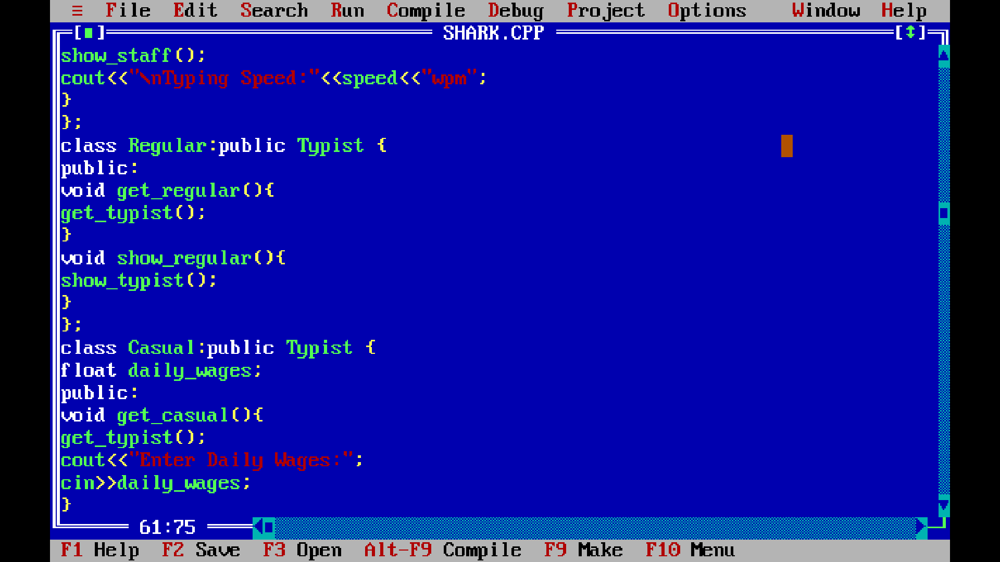 ≡ File Edit Search Run Compile Debug Project Options Window Help
[■] SHARK.CPP [↕]
show_staff();
cout<<"\nTyping Speed:"<<speed<<"wpm";
}
};
class Regular:public Typist {
public:
void get_regular(){
get_typist();
}
void show_regular(){
show_typist();
}
};
class Casual:public Typist {
float daily_wages;
public:
void get_casual(){
get_typist();
cout<<"Enter Daily Wages:";
cin>>daily_wages;
}
61:75
F1 Help F2 Save F3 Open Alt-F9 Compile F9 Make F10 Menu